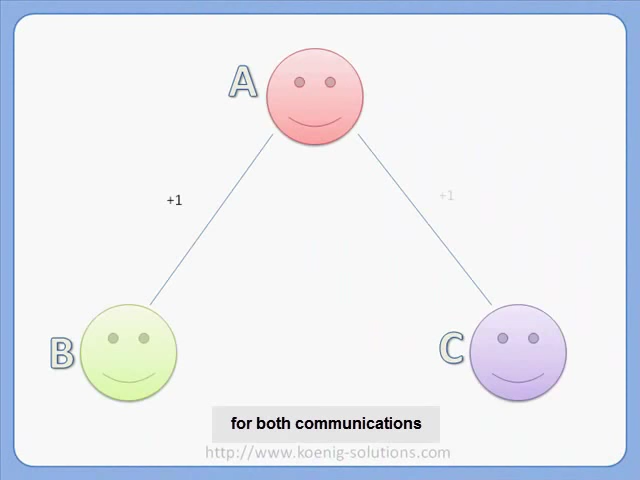 A
+1
+1
B
C
for both communications
http://www.koenig-solutions.com